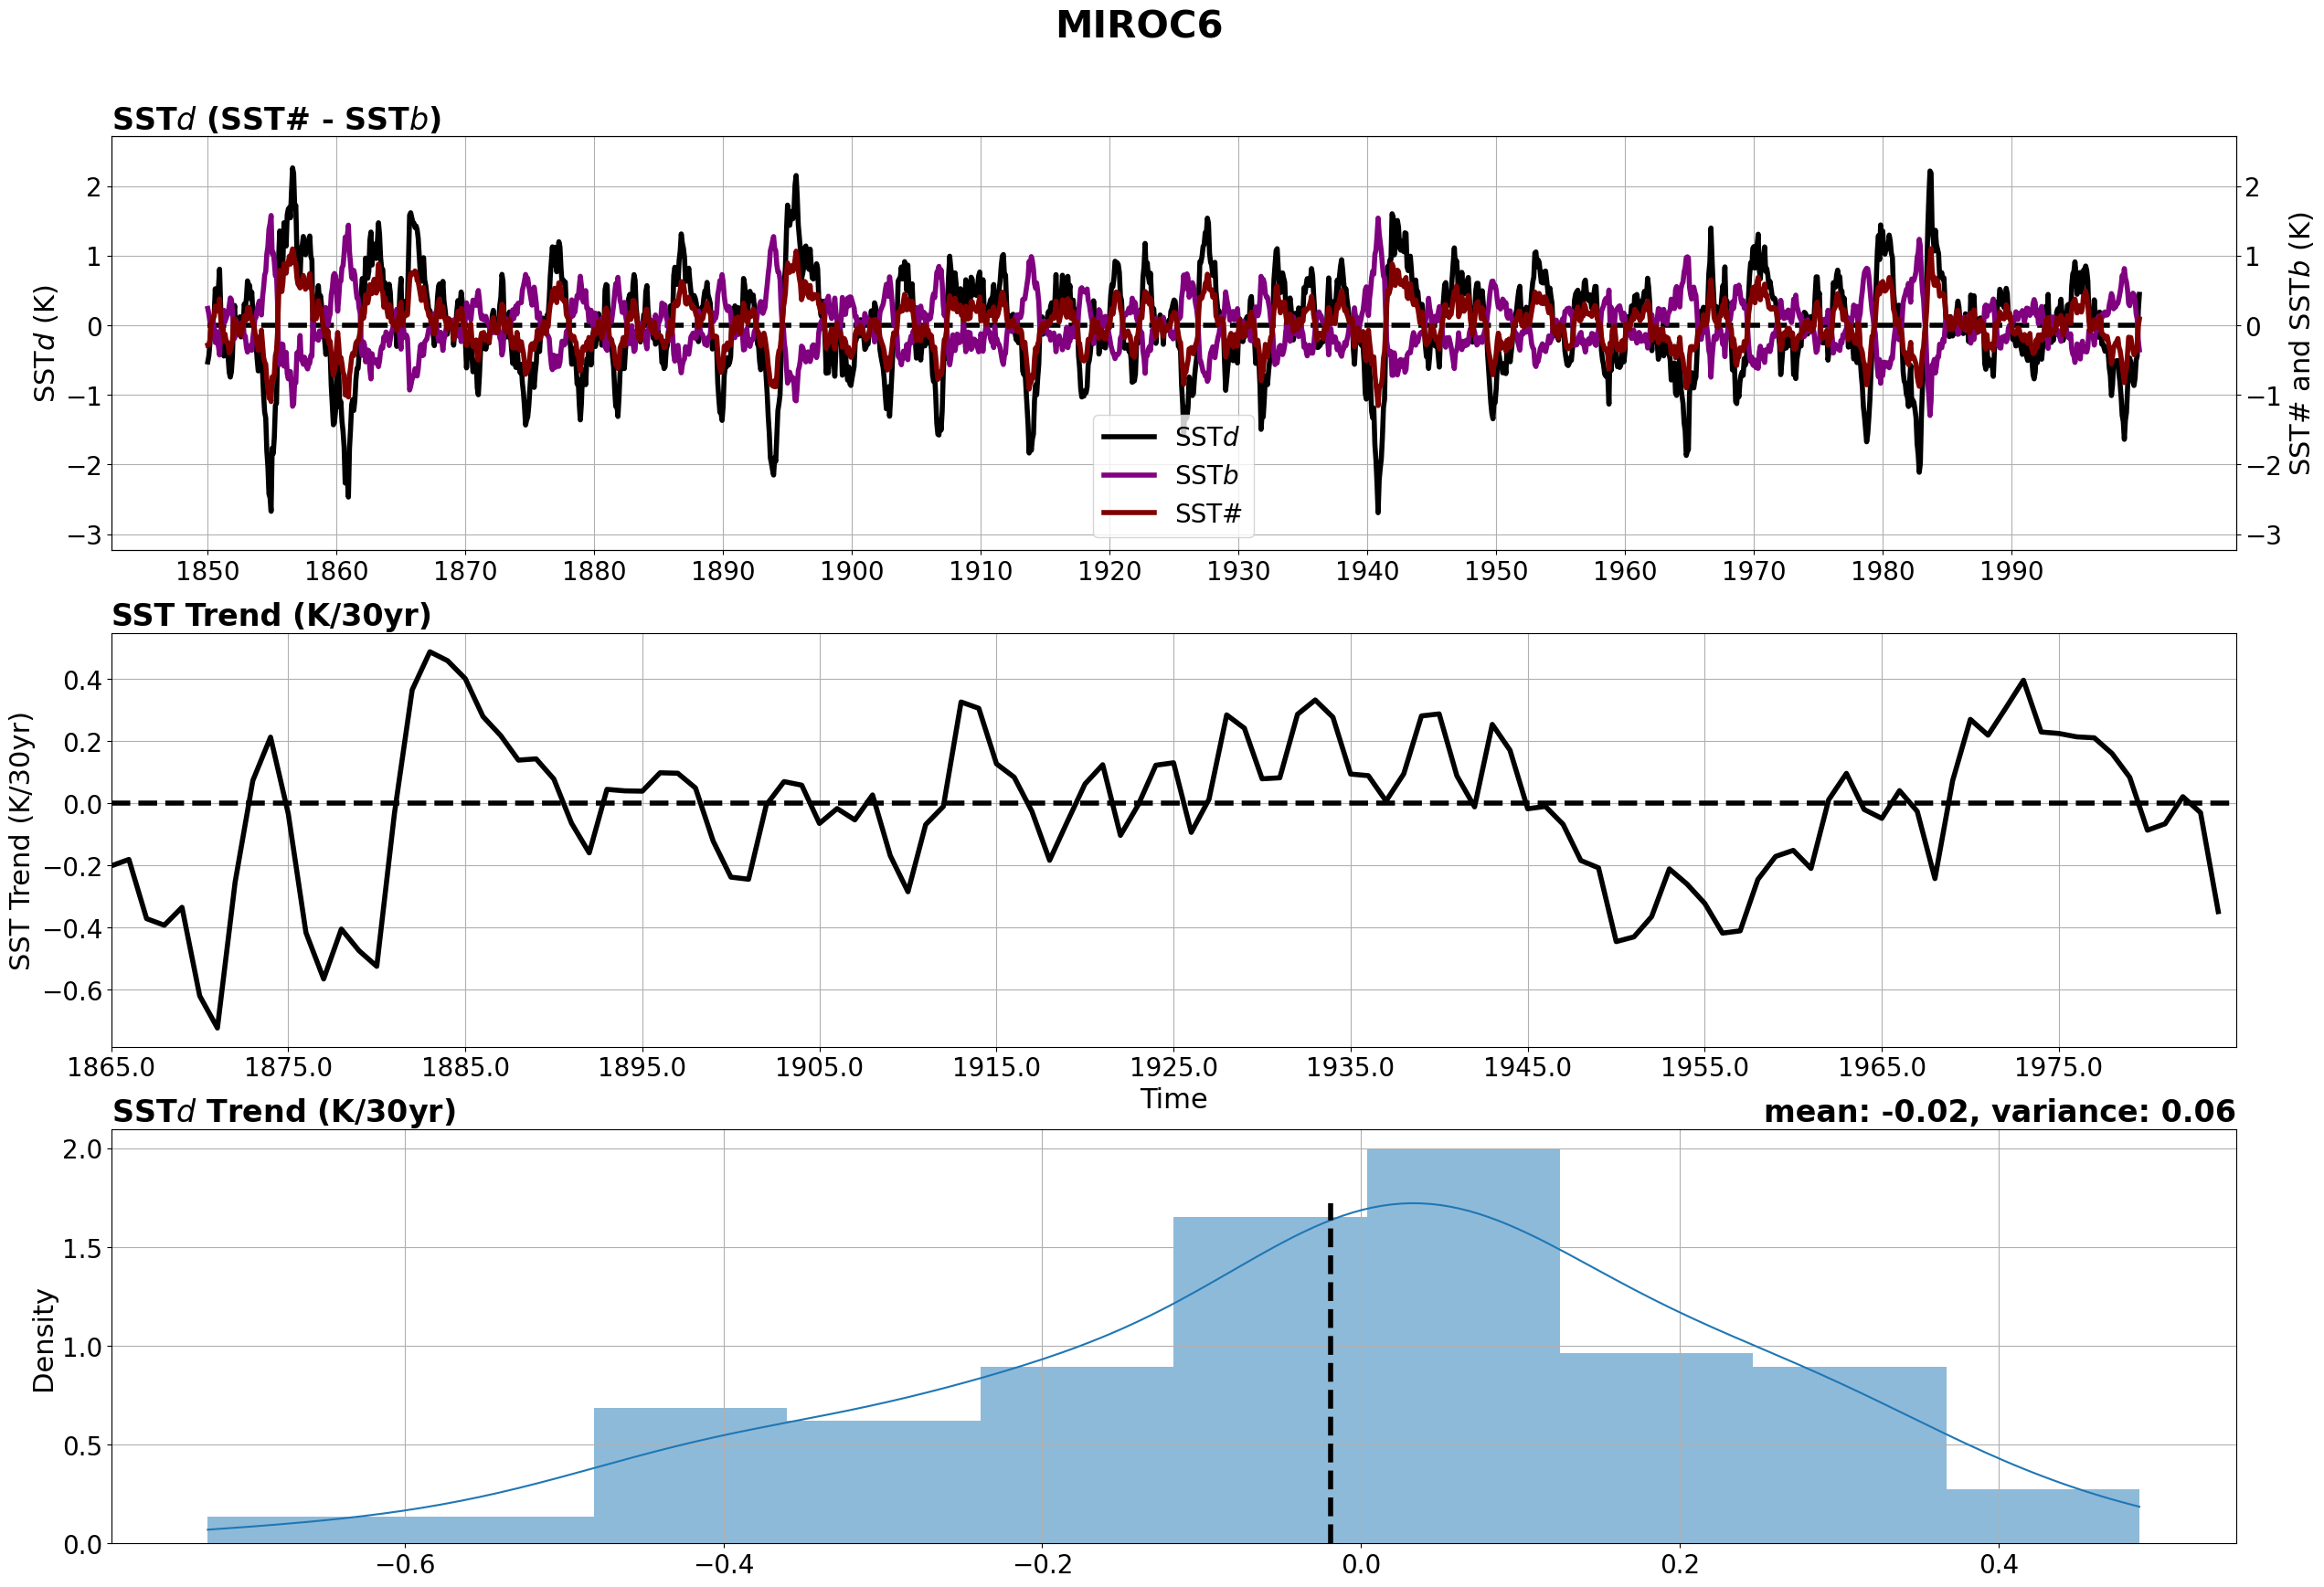 MIROC6
SSTd (SST# - SSTb)
2
1
0
−1
−2
−3
SSTd (K)
2
1
0
−1
−2
−3
SST# and SSTb (K)
SSTd
SSTb
SST#
1850 1860 1870 1880 1890 1900 1910 1920 1930 1940 1950 1960 1970 1980 1990
SST Trend (K/30yr)
0.4
0.2
0.0
−0.2
−0.4
−0.6
SST Trend (K/30yr)
1865.0 1875.0 1885.0 1895.0 1905.0 1915.0 1925.0 1935.0 1945.0 1955.0 1965.0 1975.0
Time
SSTd Trend (K/30yr)
mean: -0.02, variance: 0.06
2.0
1.5
1.0
0.5
0.0
Density
−0.6 −0.4 −0.2 0.0 0.2 0.4